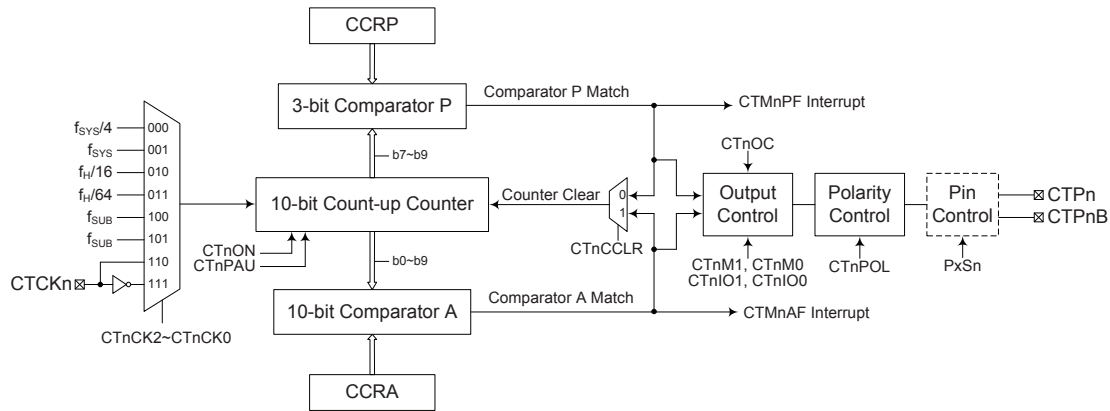 CCRP
3-bit Comparator P
Comparator P Match
CTMnPF Interrupt
fSYS/4
000
fSYS
001
fH/16
010
fH/64
011
fSUB
100
fSUB
101
110
CTCKn
111
CTnCK2~CTnCK0
b7~b9
10-bit Count-up Counter
CTnON
CTnPAU
b0~b9
Counter Clear
0
1
CTnCCLR
CTnOC
Output
Control
CTnM1, CTnM0
CTnIO1, CTnIO0
Polarity
Control
CTnPOL
Pin
Control
PxSn
CTPn
CTPnB
10-bit Comparator A
Comparator A Match
CTMnAF Interrupt
CCRA